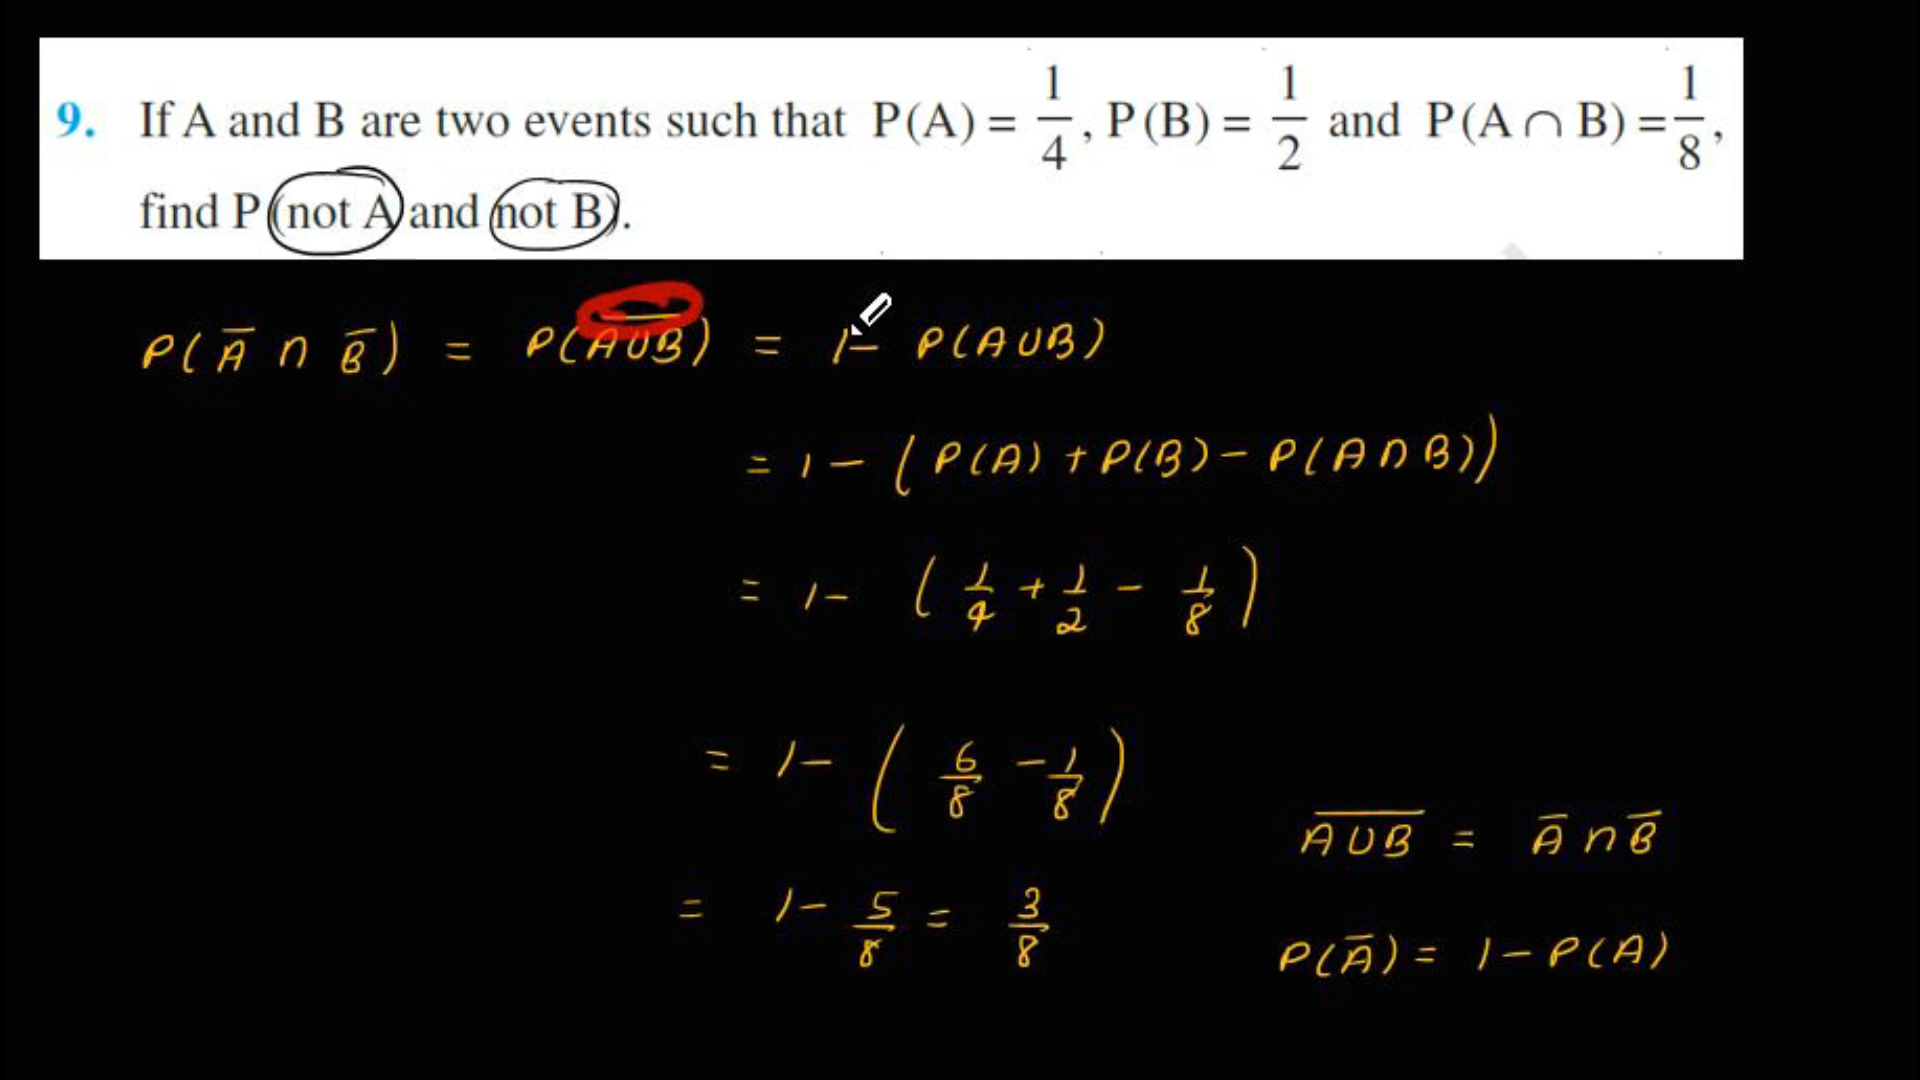 9. If A and B are two events such that P(A) = 1/4, P(B) = 1/2 and P(A ∩ B) = 1/8,
find P(not A and not B).
P(A̅ ∩ B̅) = P(A̅∪̅B̅) = 1 - P(A∪B)
= 1 - (P(A) + P(B) - P(A∩B))
= 1 - (1/4 + 1/2 - 1/8)
= 1 - (6/8 - 1/8)
= 1 - 5/8 = 3/8
A̅∪̅B̅ = A̅ ∩ B̅
P(A̅) = 1 - P(A)